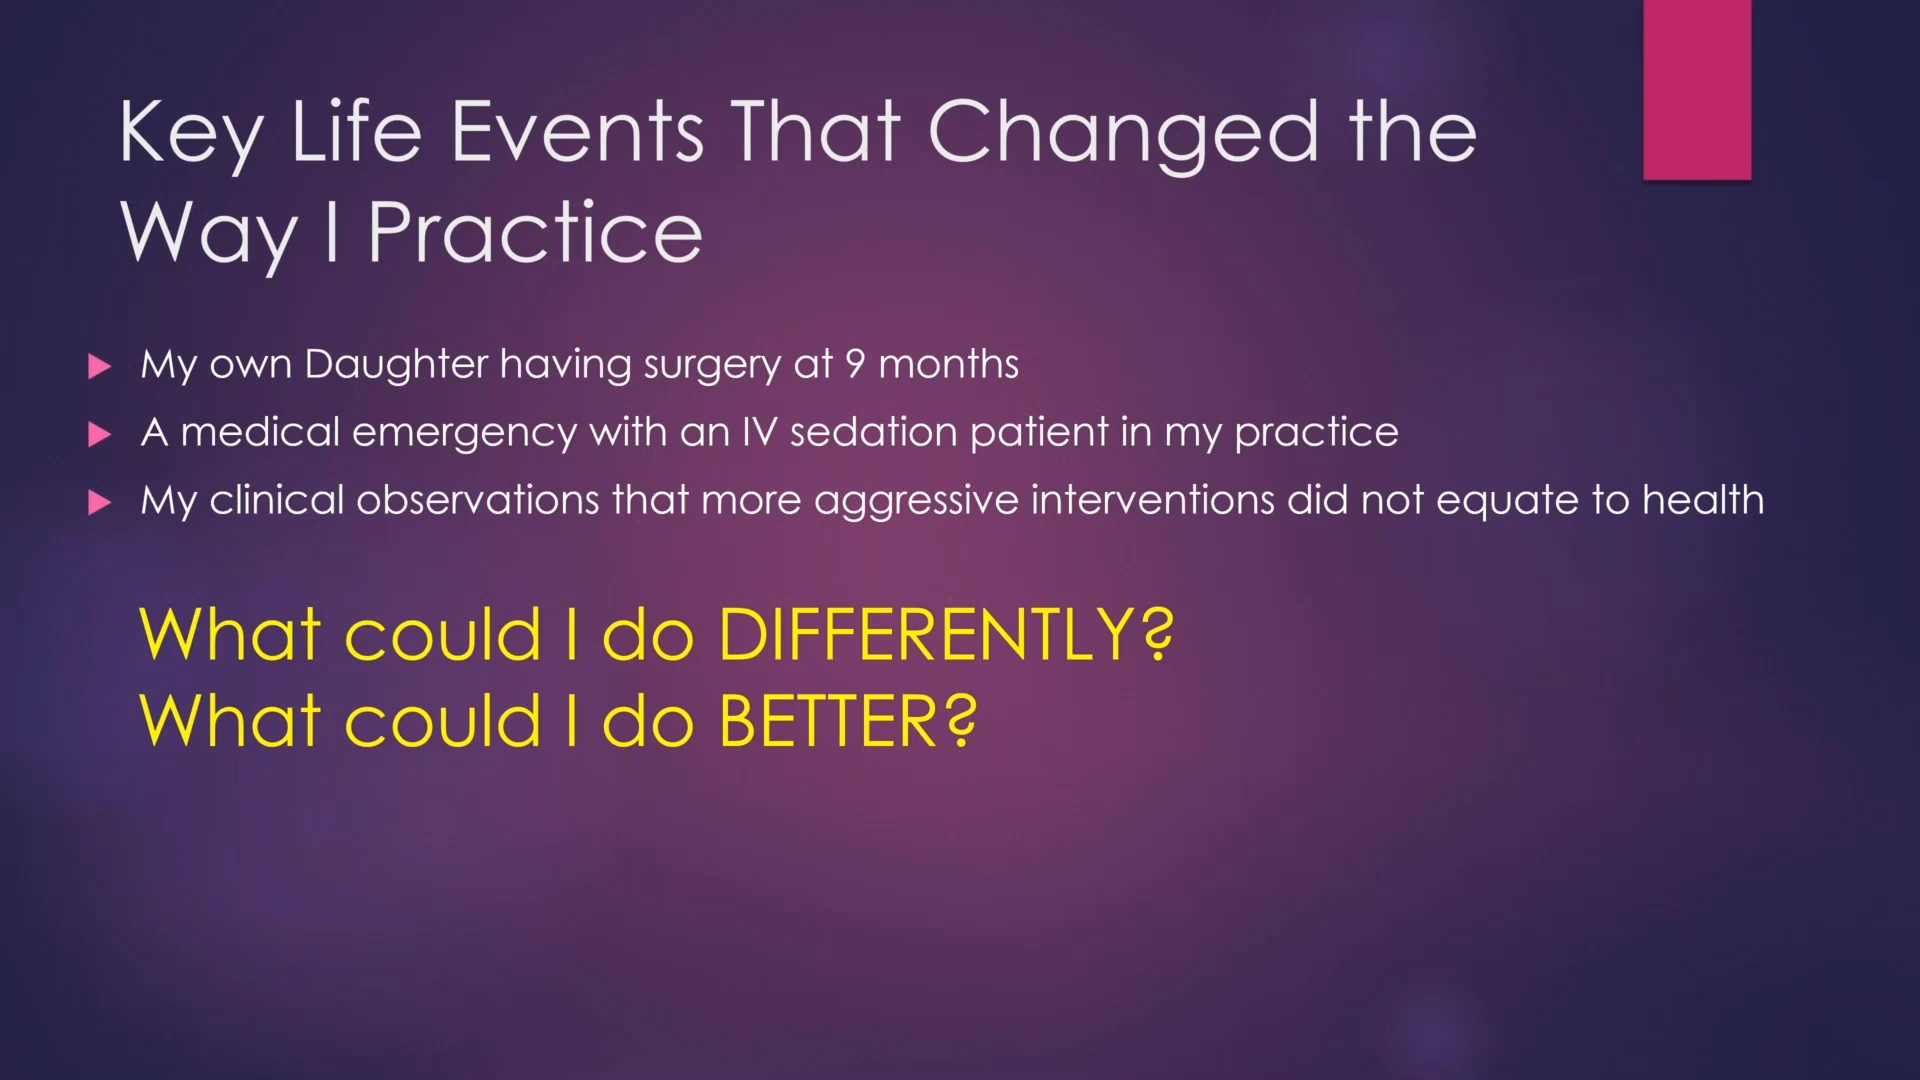 Key Life Events That Changed the
Way I Practice
My own Daughter having surgery at 9 months
A medical emergency with an IV sedation patient in my practice
My clinical observations that more aggressive interventions did not equate to health
What could I do DIFFERENTLY?
What could I do BETTER?